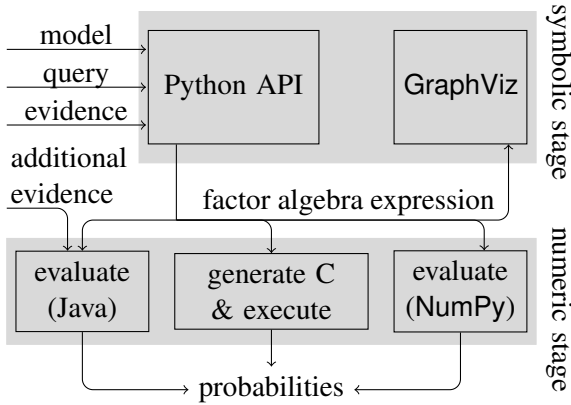 model
query
evidence
Python API
GraphViz
symbolic stage
additional
evidence
factor algebra expression
evaluate
(Java)
generate C
& execute
evaluate
(NumPy)
numeric stage
probabilities